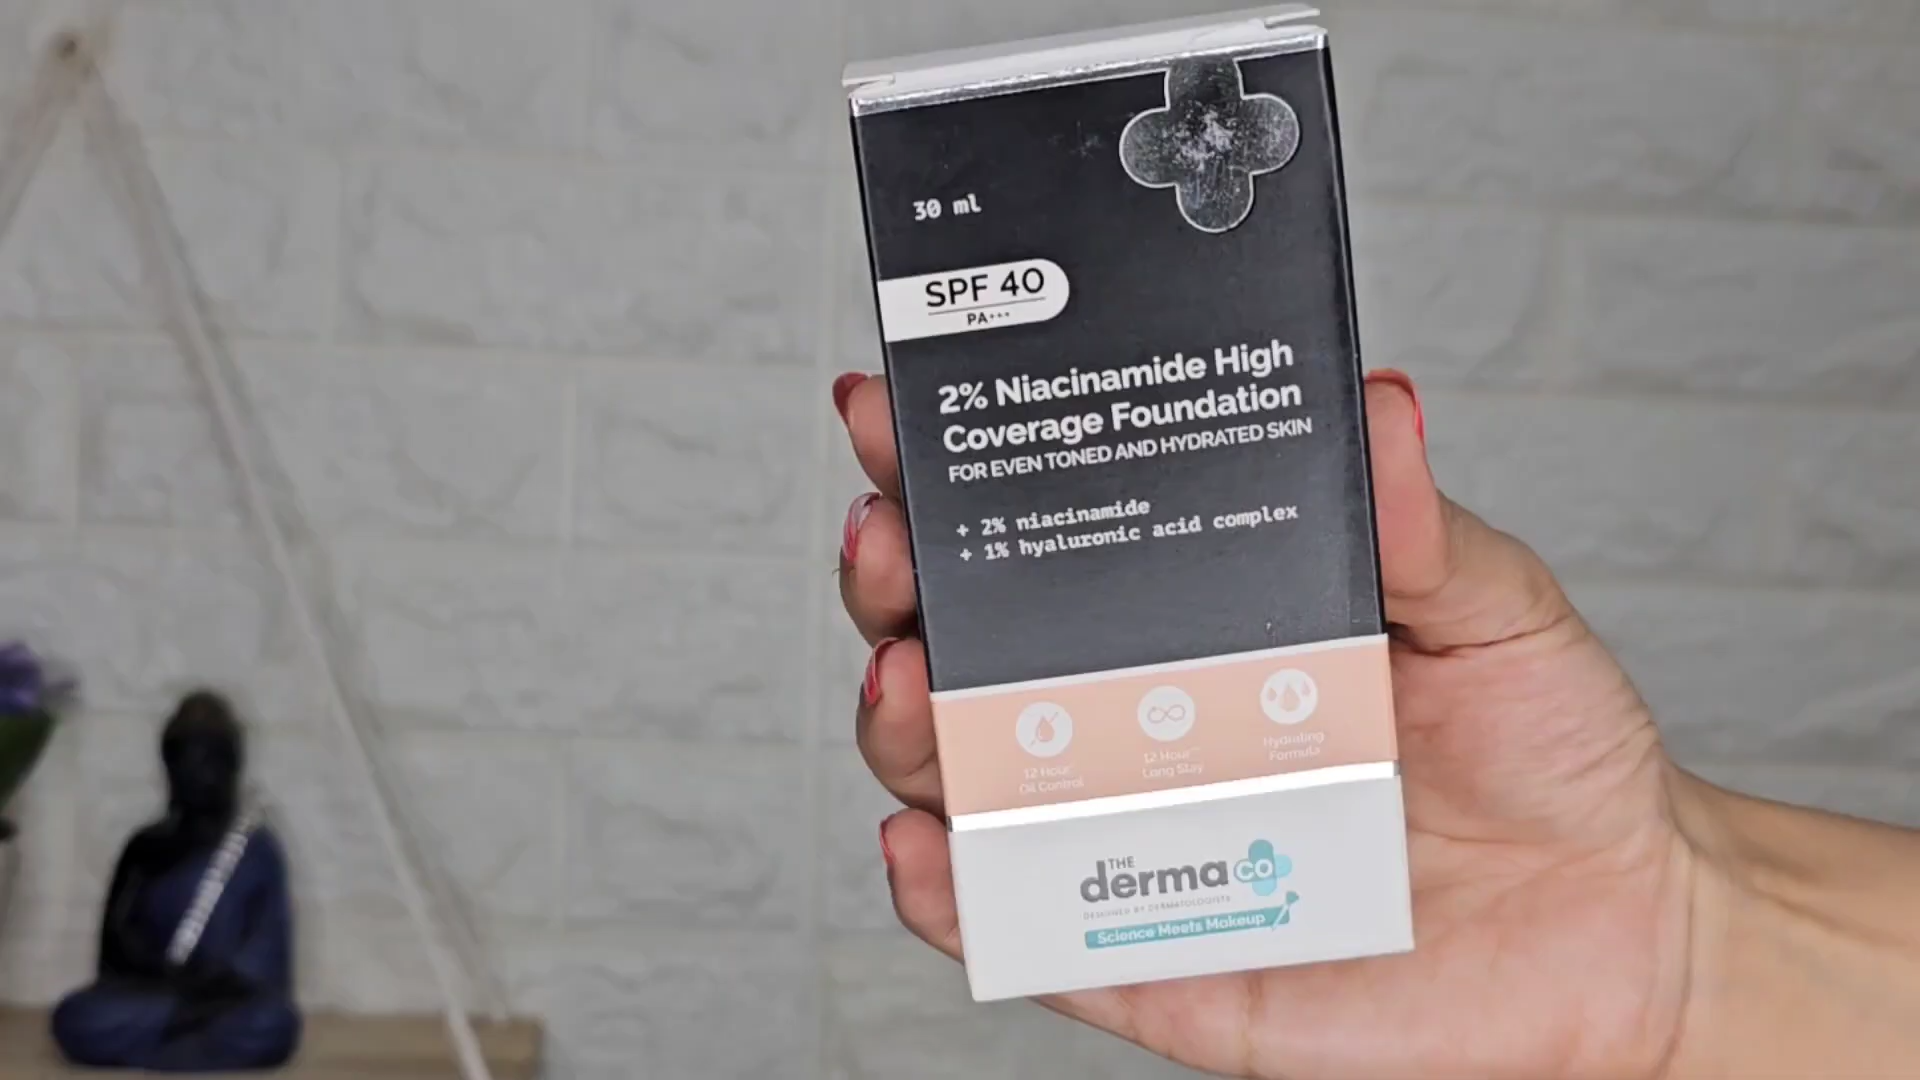 30 ml
SPF 40
PA+++
2% Niacinamide High
Coverage Foundation
FOR EVEN TONED AND HYDRATED SKIN
+ 2% niacinamide
+ 1% hyaluronic acid complex
12 Hour
Oil Control
12 Hour
Long Stay
Hydrating
Formula
THE
derma co
DESIGNED BY DERMATOLOGISTS
Science Meets Makeup